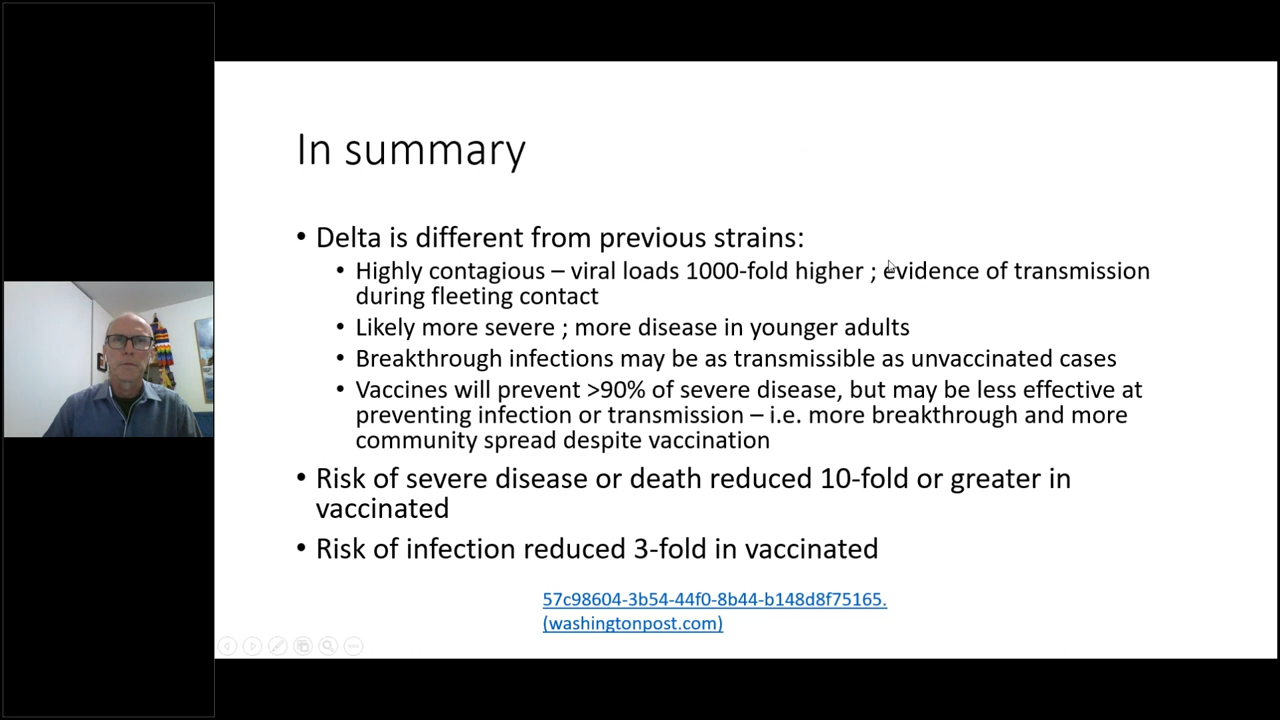 In summary
• Delta is different from previous strains:
• Highly contagious – viral loads 1000-fold higher ; evidence of transmission
during fleeting contact
• Likely more severe ; more disease in younger adults
• Breakthrough infections may be as transmissible as unvaccinated cases
• Vaccines will prevent >90% of severe disease, but may be less effective at
preventing infection or transmission – i.e. more breakthrough and more
community spread despite vaccination
• Risk of severe disease or death reduced 10-fold or greater in
vaccinated
• Risk of infection reduced 3-fold in vaccinated
57c98604-3b54-44f0-8b44-b148d8f75165.
(washingtonpost.com)